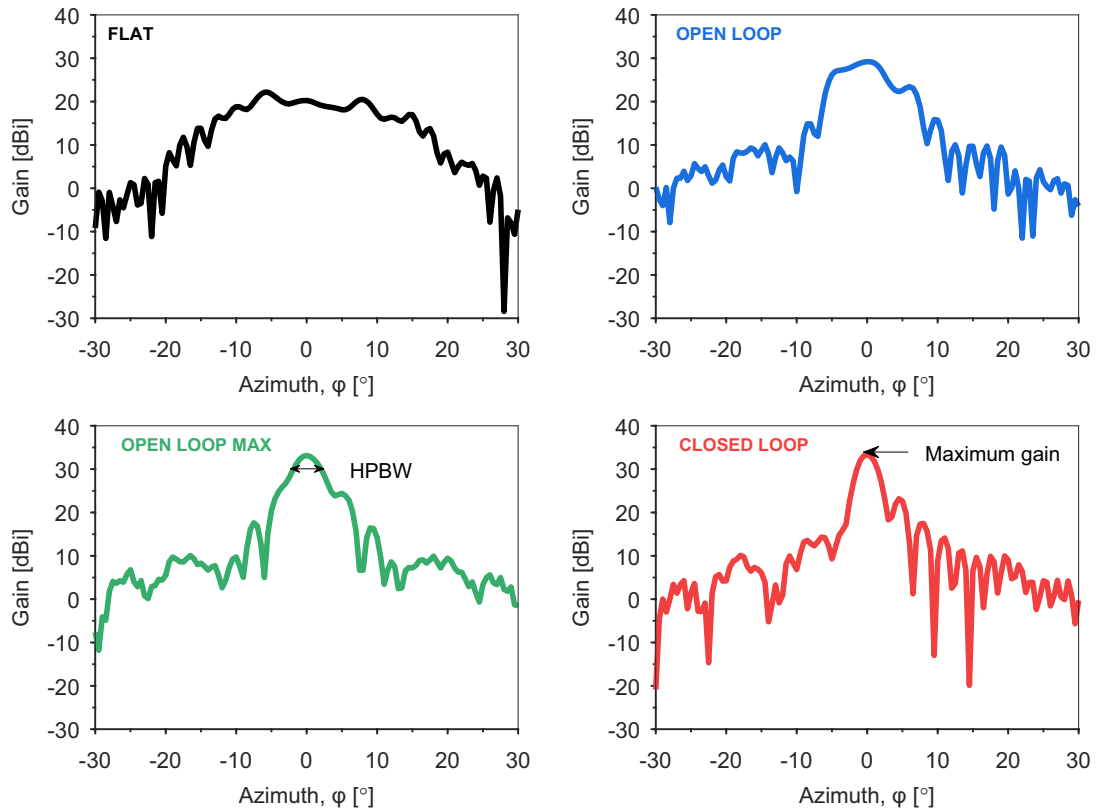 FLAT
40
30
20
10
0
-10
-20
-30
Gain [dBi]
-30 -20 -10 0 10 20 30
Azimuth, φ [°]
OPEN LOOP
40
30
20
10
0
-10
-20
-30
Gain [dBi]
-30 -20 -10 0 10 20 30
Azimuth, φ [°]
OPEN LOOP MAX
HPBW
40
30
20
10
0
-10
-20
-30
Gain [dBi]
-30 -20 -10 0 10 20 30
Azimuth, φ [°]
CLOSED LOOP
Maximum gain
40
30
20
10
0
-10
-20
-30
Gain [dBi]
-30 -20 -10 0 10 20 30
Azimuth, φ [°]